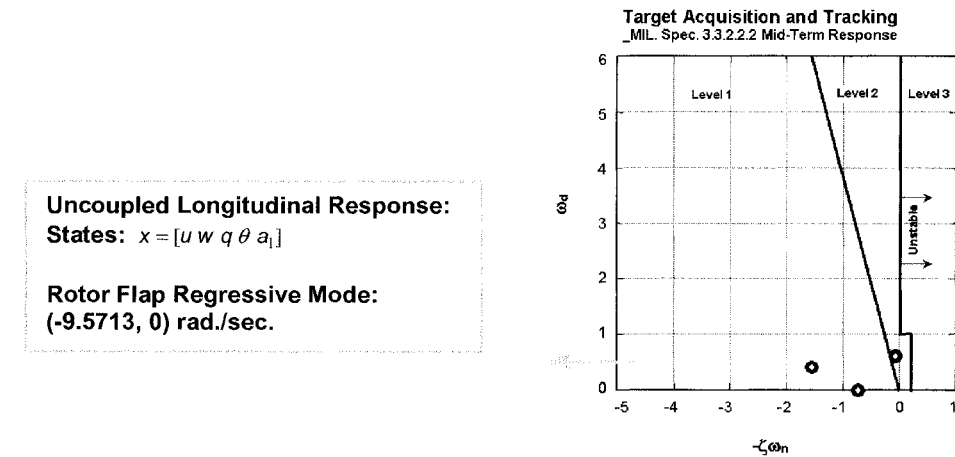 Target Acquisition and Tracking
_MIL. Spec. 3.3.2.2.2 Mid-Term Response
Uncoupled Longitudinal Response:
States: x = [u w q θ a₁]
Rotor Flap Regressive Mode:
(-9.5713, 0) rad./sec.
6
5
4
3
2
1
0
ωd
Level 1
Level 2
Level 3
Unstable
-5
-4
-3
-2
-1
0
1
-ζωn